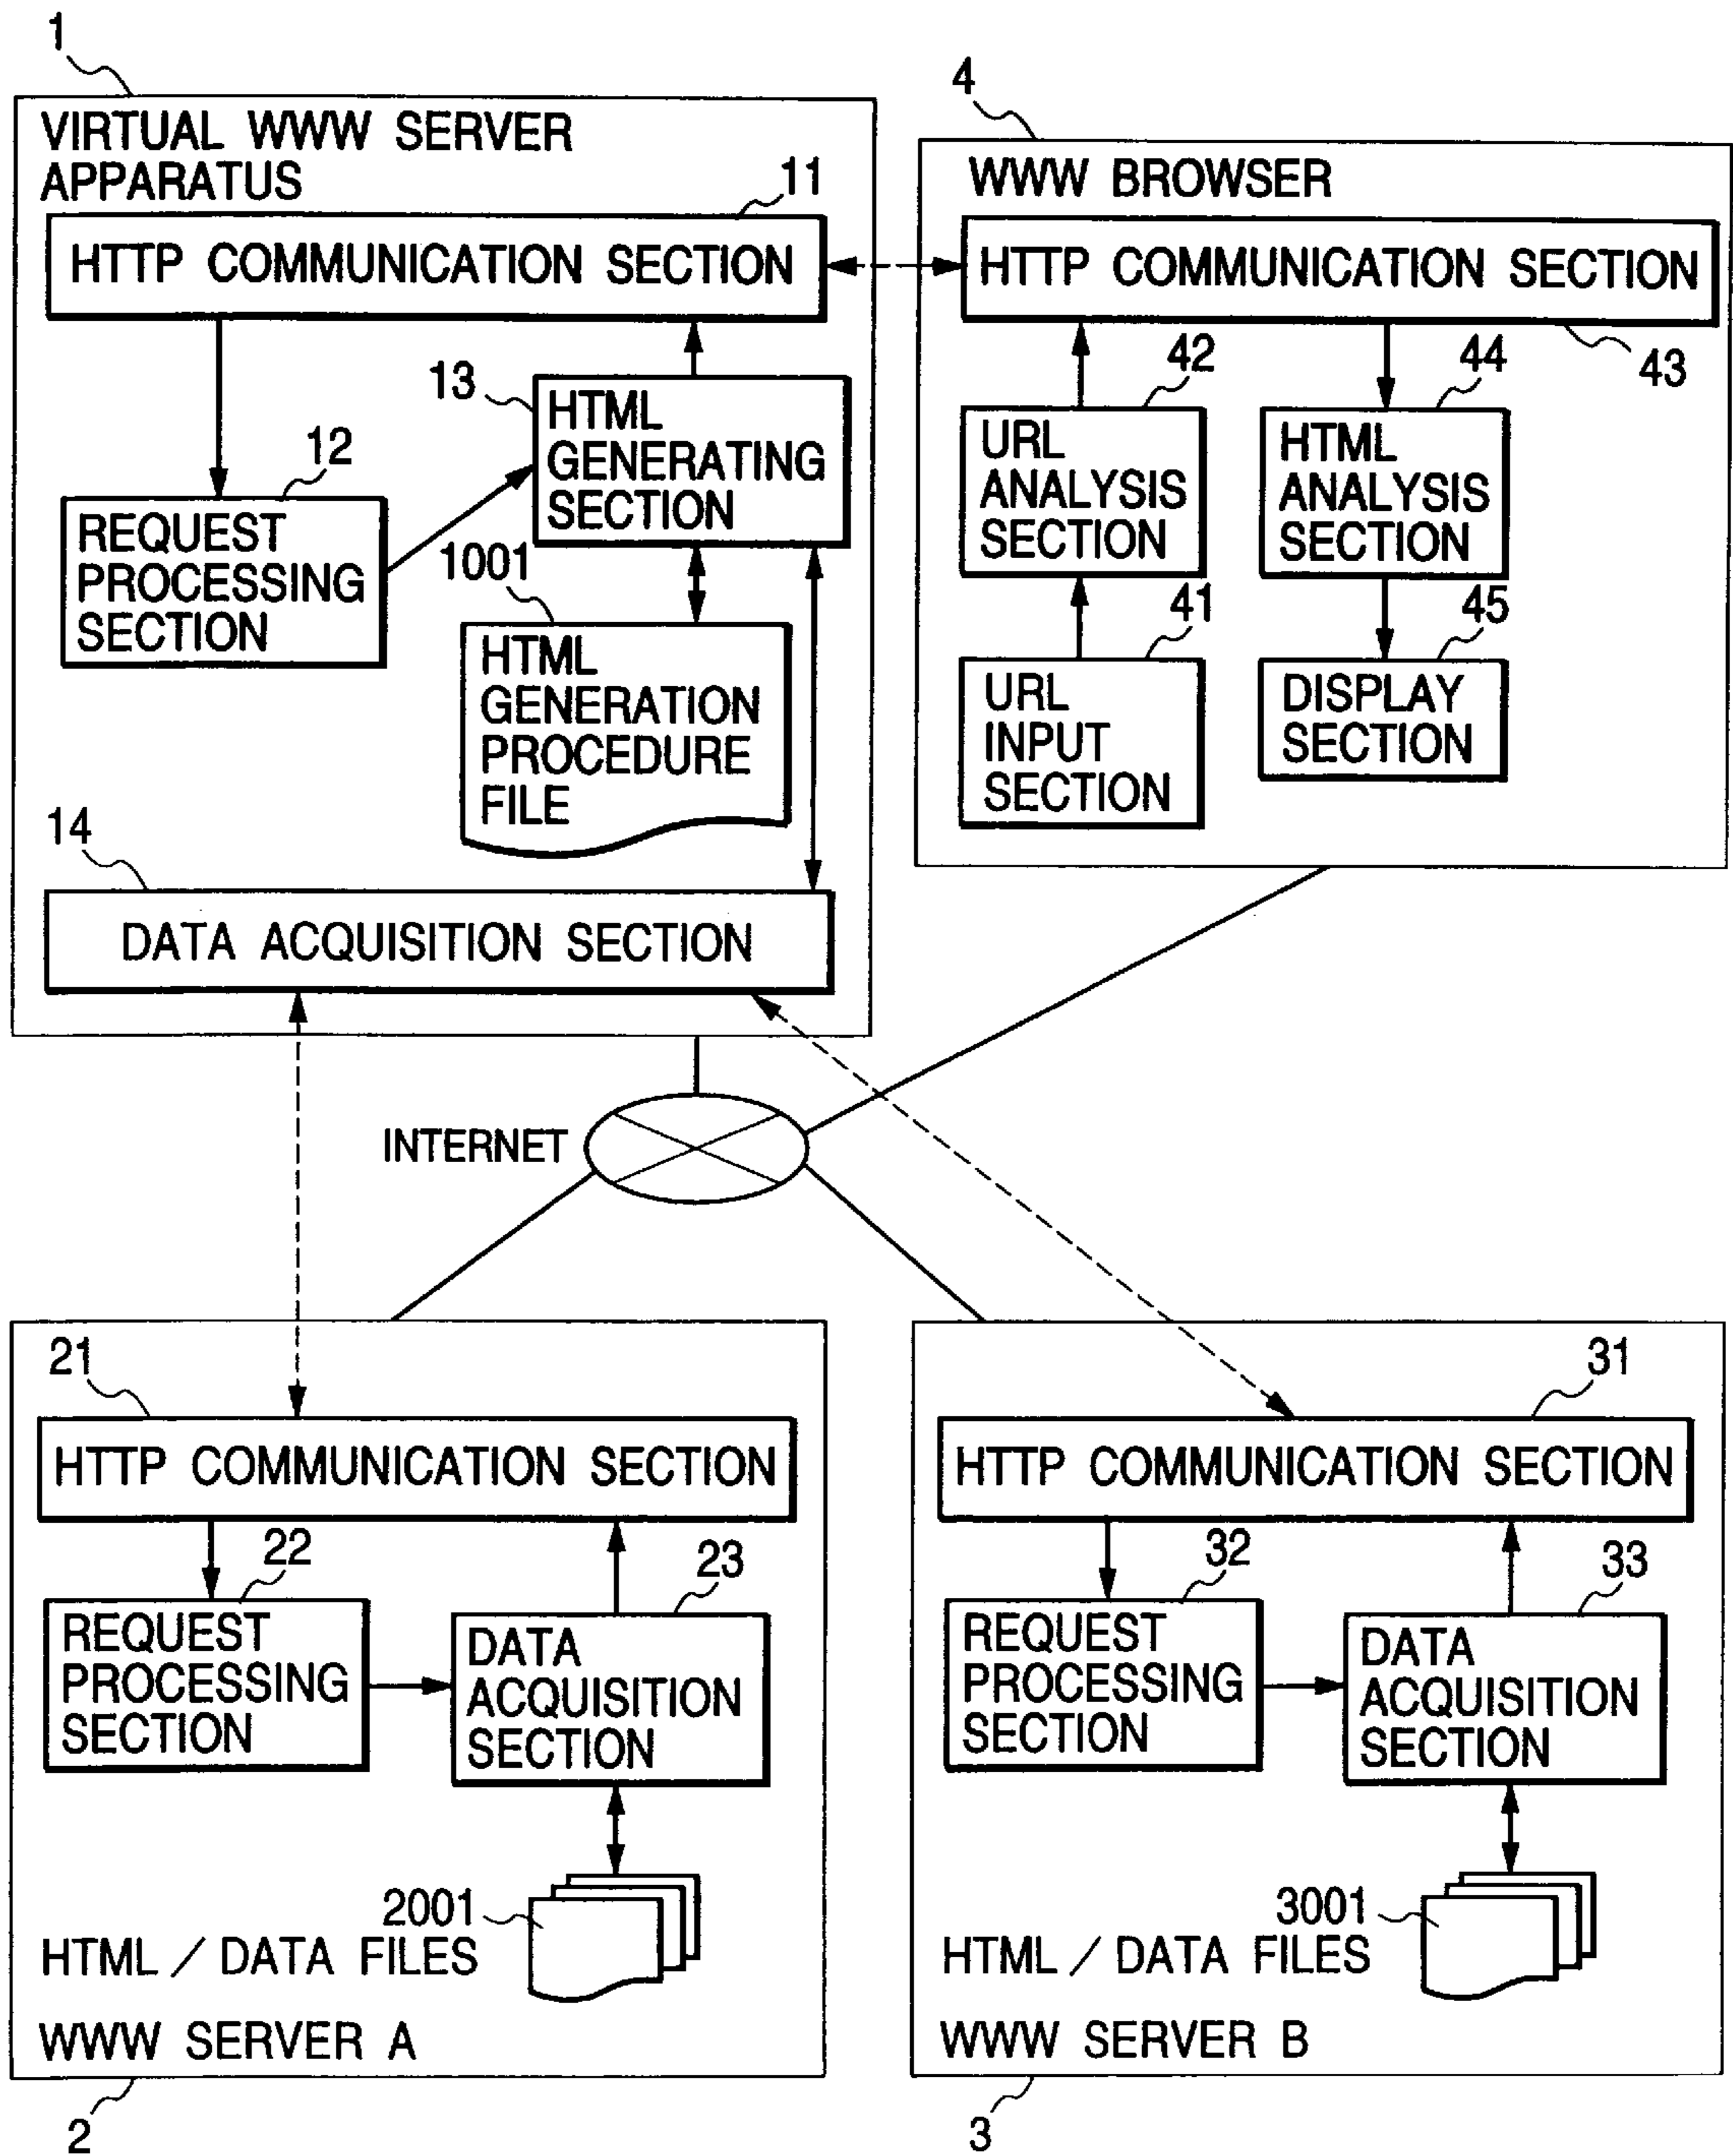 1
VIRTUAL WWW SERVER
APPARATUS
11
HTTP COMMUNICATION SECTION
13
HTML
GENERATING
SECTION
12
REQUEST
PROCESSING
SECTION
1001
HTML
GENERATION
PROCEDURE
FILE
14
DATA ACQUISITION SECTION
4
WWW BROWSER
HTTP COMMUNICATION SECTION
43
42
URL
ANALYSIS
SECTION
44
HTML
ANALYSIS
SECTION
41
URL
INPUT
SECTION
45
DISPLAY
SECTION
INTERNET
21
HTTP COMMUNICATION SECTION
22
REQUEST
PROCESSING
SECTION
23
DATA
ACQUISITION
SECTION
2001
HTML / DATA FILES
WWW SERVER A
2
31
HTTP COMMUNICATION SECTION
32
REQUEST
PROCESSING
SECTION
33
DATA
ACQUISITION
SECTION
3001
HTML / DATA FILES
WWW SERVER B
3